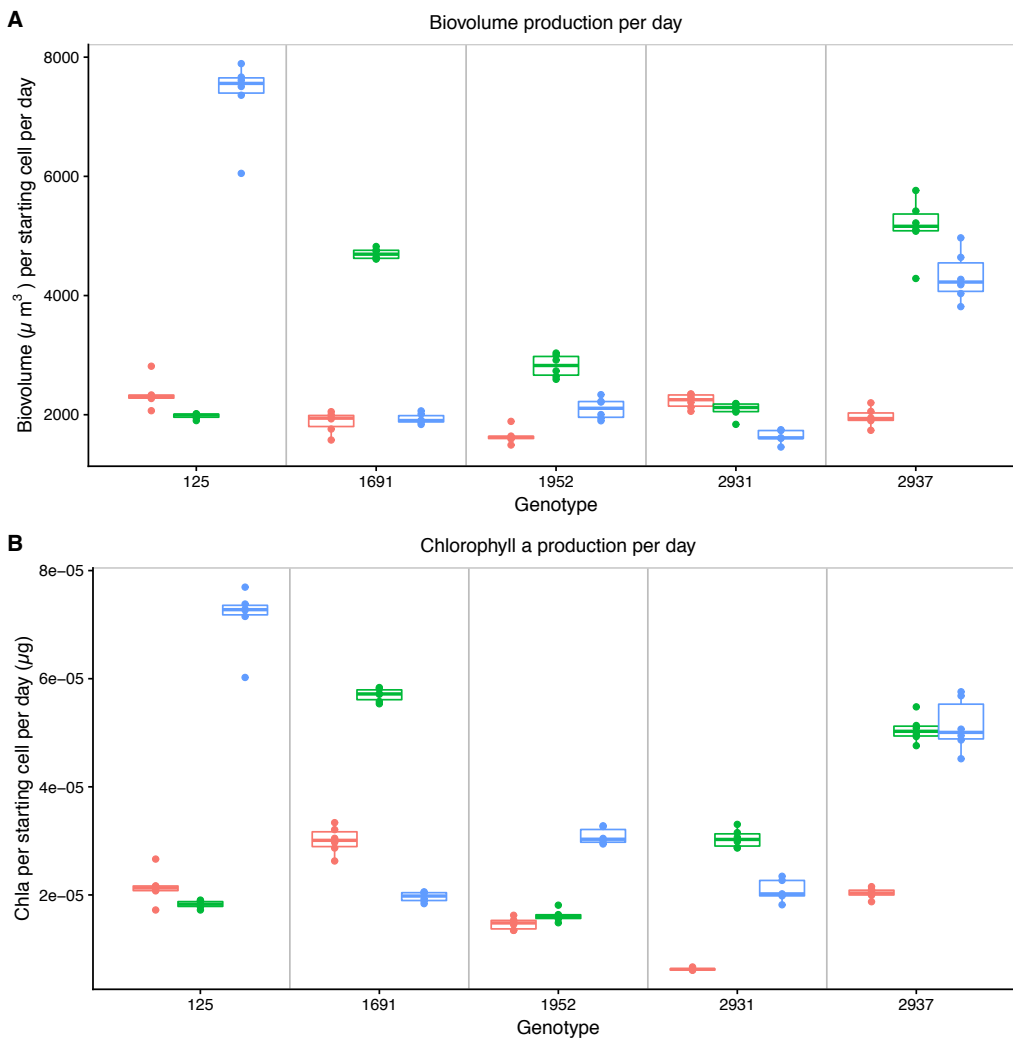 A
Biovolume production per day
Biovolume (μ m³ ) per starting cell per day
8000
6000
4000
2000
125 1691 1952 2931 2937
Genotype
B
Chlorophyll a production per day
Chla per starting cell per day (μg)
8e−05
6e−05
4e−05
2e−05
125 1691 1952 2931 2937
Genotype